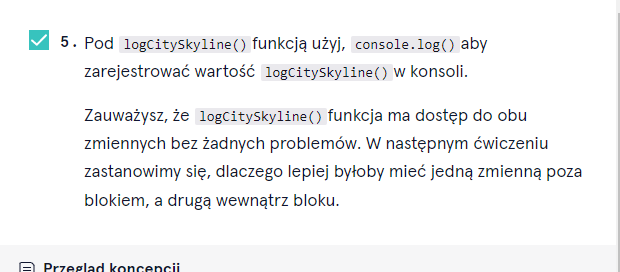 5. Pod logCitySkyline() funkcją użyj, console.log() aby
zarejestrować wartość logCitySkyline() w konsoli.
Zauważysz, że logCitySkyline() funkcja ma dostęp do obu
zmiennych bez żadnych problemów. W następnym ćwiczeniu
zastanowimy się, dlaczego lepiej byłoby mieć jedną zmienną poza
blokiem, a drugą wewnątrz bloku.
Przegląd koncepcji